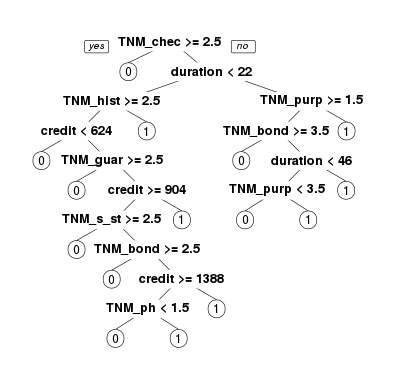 yes TNM_chec >= 2.5 no
0 duration < 22
TNM_hist >= 2.5 TNM_purp >= 1.5
credit < 624 1 TNM_bond >= 3.5 1
0 TNM_guar >= 2.5 0 duration < 46
0 credit >= 904 TNM_purp < 3.5 1
TNM_s_st >= 2.5 1 0 1
0 TNM_bond >= 2.5
0 credit >= 1388
TNM_ph < 1.5 1
0 1